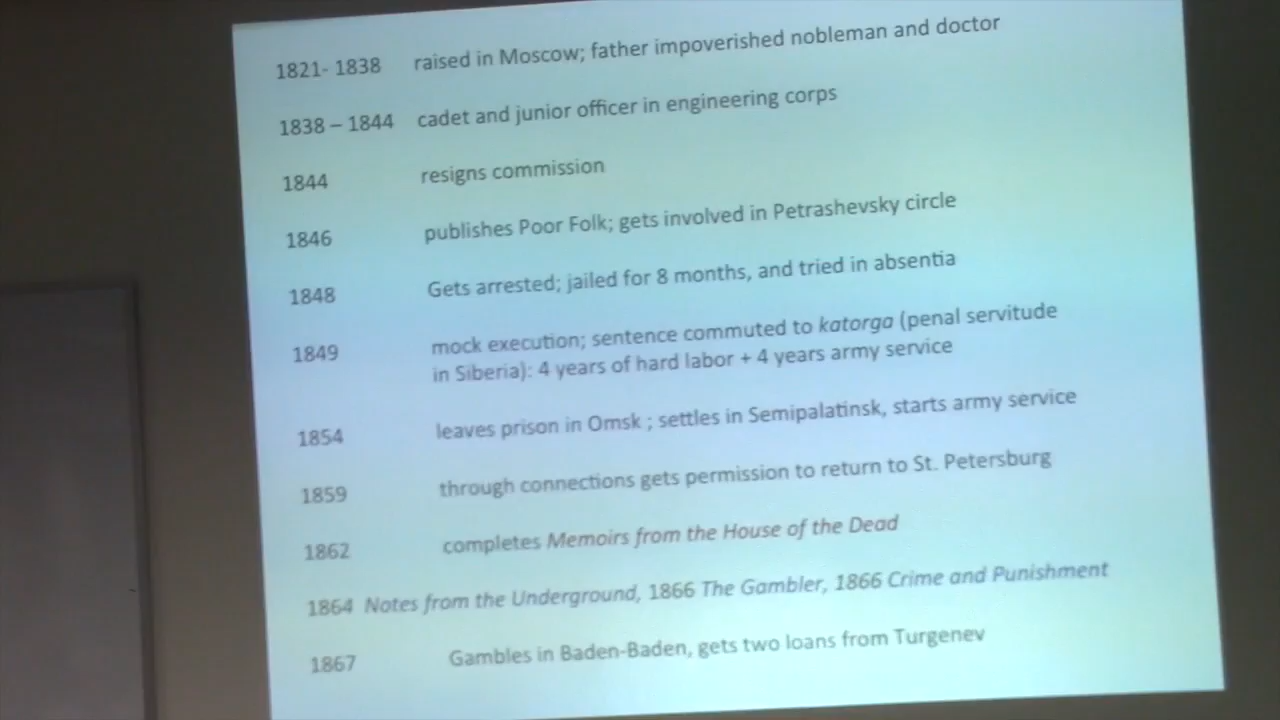 1821- 1838 raised in Moscow; father impoverished nobleman and doctor
1838 – 1844 cadet and junior officer in engineering corps
1844 resigns commission
1846 publishes Poor Folk; gets involved in Petrashevsky circle
1848 Gets arrested; jailed for 8 months, and tried in absentia
1849 mock execution; sentence commuted to katorga (penal servitude
in Siberia): 4 years of hard labor + 4 years army service
1854 leaves prison in Omsk ; settles in Semipalatinsk, starts army service
1859 through connections gets permission to return to St. Petersburg
1862 completes Memoirs from the House of the Dead
1864 Notes from the Underground, 1866 The Gambler, 1866 Crime and Punishment
1867 Gambles in Baden-Baden, gets two loans from Turgenev